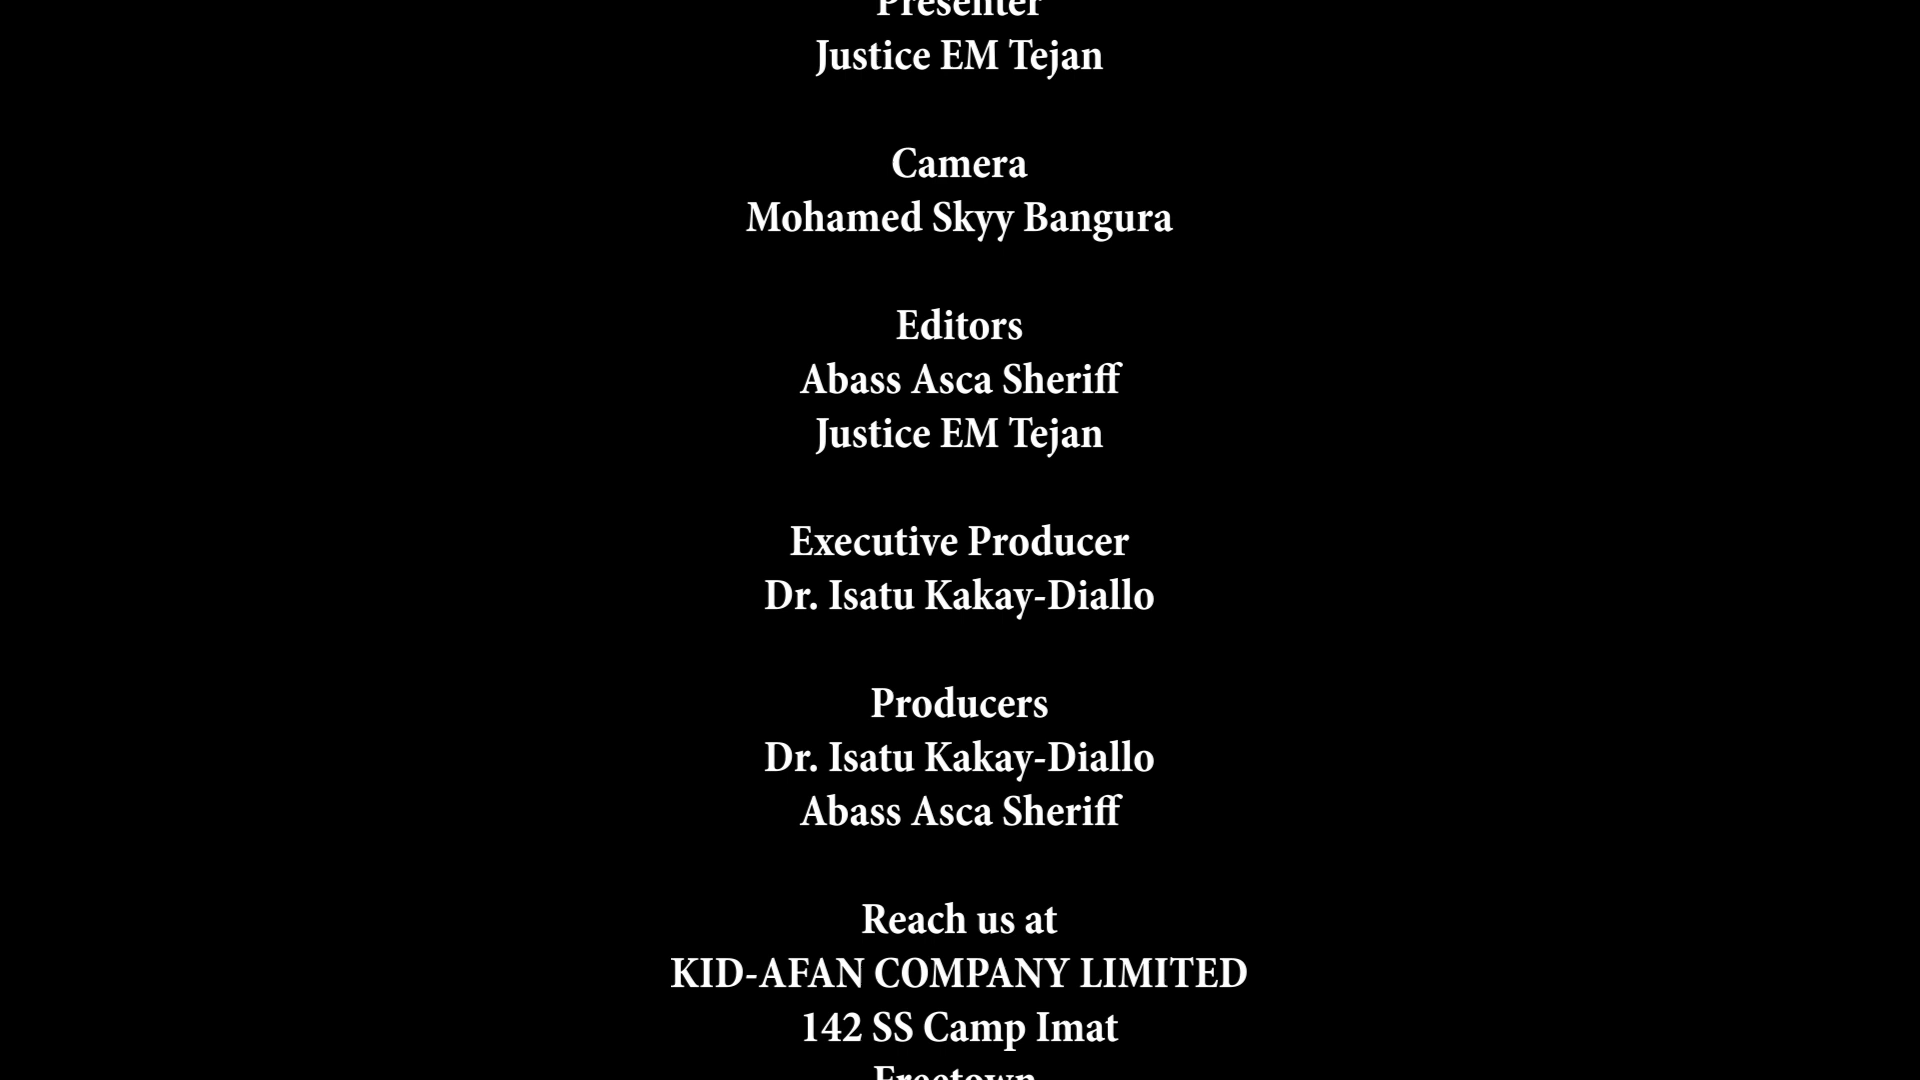 Presenter
Justice EM Tejan
Camera
Mohamed Skyy Bangura
Editors
Abass Asca Sheriff
Justice EM Tejan
Executive Producer
Dr. Isatu Kakay-Diallo
Producers
Dr. Isatu Kakay-Diallo
Abass Asca Sheriff
Reach us at
KID-AFAN COMPANY LIMITED
142 SS Camp Imat
Freetown